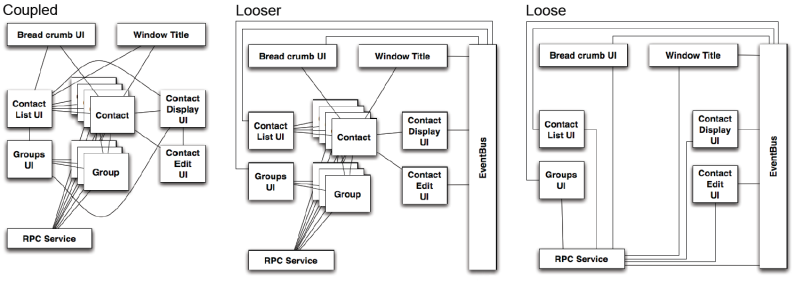 Coupled
Bread crumb UI
Window Title
Contact
List UI
Contact
Contact
Display
UI
Groups
UI
Group
Contact
Edit
UI
RPC Service
Looser
Bread crumb UI
Window Title
Contact
List UI
Contact
Contact
Display
UI
Groups
UI
Group
Contact
Edit
UI
RPC Service
EventBus
Loose
Bread crumb UI
Window Title
Contact
List UI
Contact
Display
UI
Groups
UI
Contact
Edit
UI
RPC Service
EventBus